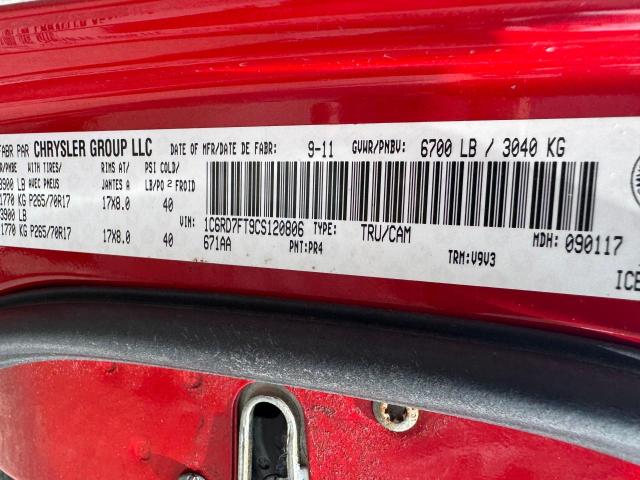 FABR PAR CHRYSLER GROUP LLC DATE OF MFR/DATE DE FABR: 9-11 GVWR/PNBV: 6700 LB / 3040 KG
R/PNBE WITH TIRES/ RIMS AT/ PSI COLD/
3900 LB AVEC PNEUS JANTES A LB/PO 2 FROID
1770 KG P265/70R17 17X8.0 40
3900 LB
1770 KG P265/70R17 17X8.0 40
VIN: 1C6RD7FT9CS120806 TYPE: TRU/CAM MDH: 090117
671AA PNT: PR4 TRM: V9V3
ICE